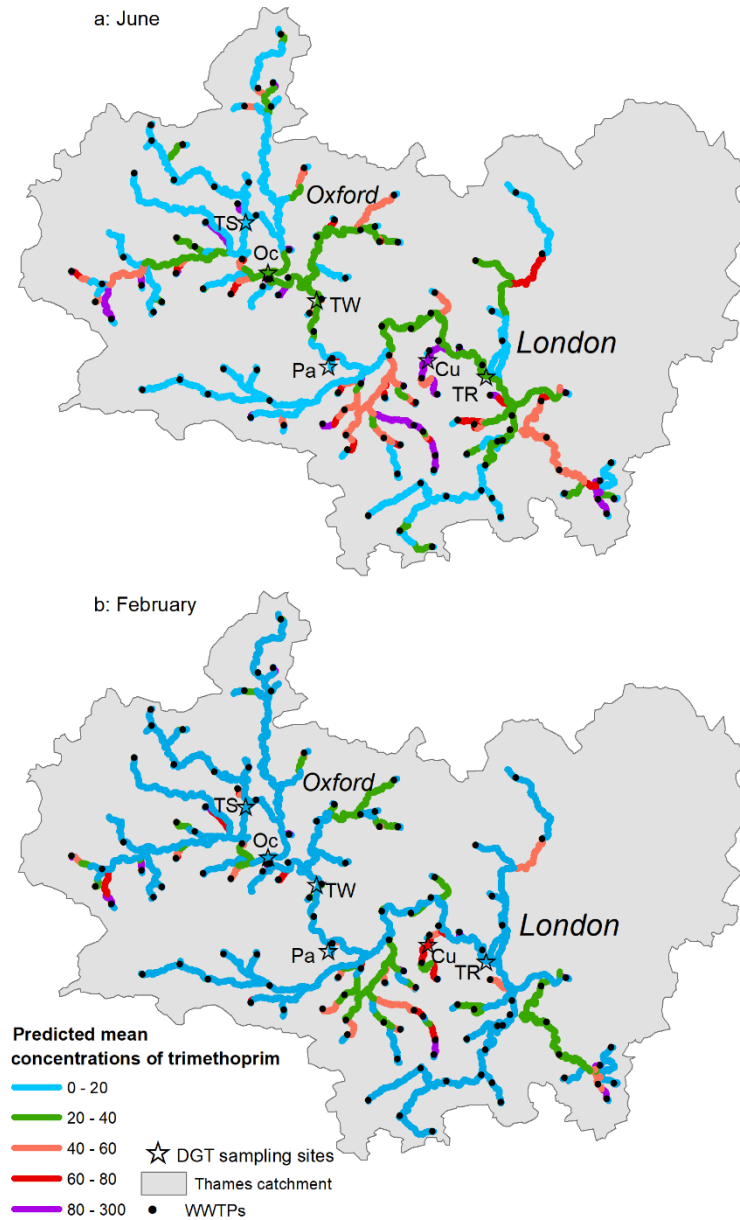 a: June
Oxford
TS
Oc
TW
London
Pa
Cu
TR
b: February
Oxford
TS
Oc
TW
London
Pa
Cu
TR
Predicted mean
concentrations of trimethoprim
0 - 20
20 - 40
40 - 60
60 - 80
80 - 300
DGT sampling sites
Thames catchment
WWTPs